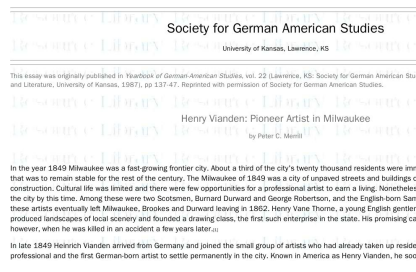 Society for German American Studies
University of Kansas, Lawrence, KS
This essay was originally published in Yearbook of German-American Studies, vol. 22 (Lawrence, KS: Society for German American Stu
and Literature, University of Kansas, 1987), pp 137-47. Reprinted with permission of Society for German American Studies.
Henry Vianden: Pioneer Artist in Milwaukee
by Peter C. Merrill
In the year 1849 Milwaukee was a fast-growing frontier city. About a third of the city's twenty thousand residents were imm
that was to remain stable for the rest of the century. The Milwaukee of 1849 was a city of unpaved streets and buildings c
construction. Cultural life was limited and there were few opportunities for a professional artist to earn a living. Nonetheles
the city by this time. Among these were two Scotsmen, Burnard Durward and George Robertson, and the English-born Sam
these artists eventually left Milwaukee, Brookes and Durward leaving in 1862. Henry Vane Thorne, a young English gentler
produced landscapes of local scenery and founded a drawing class, the first such enterprise in the state. His promising ca
however, when he was killed in an accident a few years later.[1]
In late 1849 Heinrich Vianden arrived from Germany and joined the small group of artists who had already taken up reside
professional and the first German-born artist to settle permanently in the city. Known in America as Henry Vianden, he se